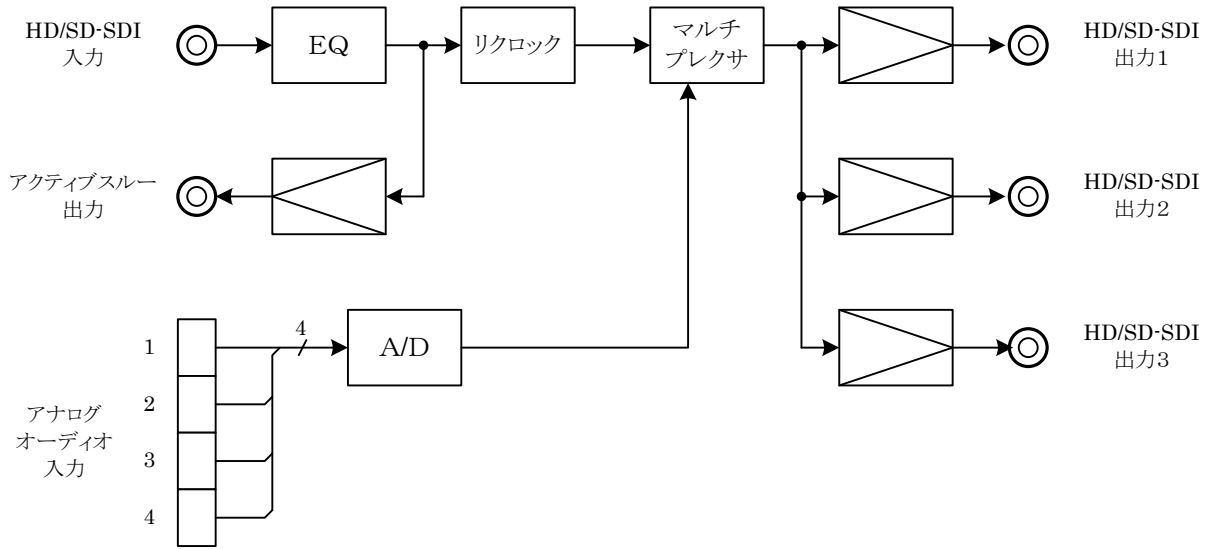 HD/SD-SDI
入力
EQ
リクロック
マルチ
プレクサ
HD/SD-SDI
出力1
アクティブスルー
出力
HD/SD-SDI
出力2
4
A/D
HD/SD-SDI
出力3
アナログ
オーディオ
入力
1
2
3
4